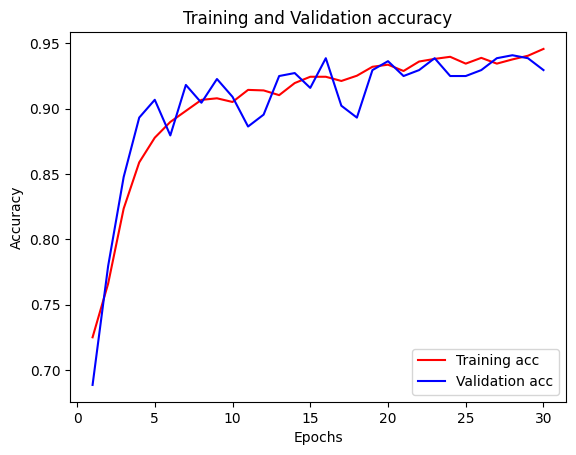 Training and Validation accuracy
0.95
0.90
0.85
0.80
0.75
0.70
Accuracy
0 5 10 15 20 25 30
Epochs
Training acc
Validation acc